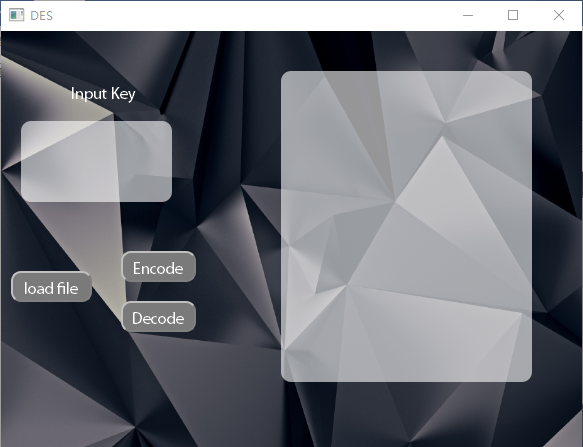 DES
Input Key
Encode
load file
Decode